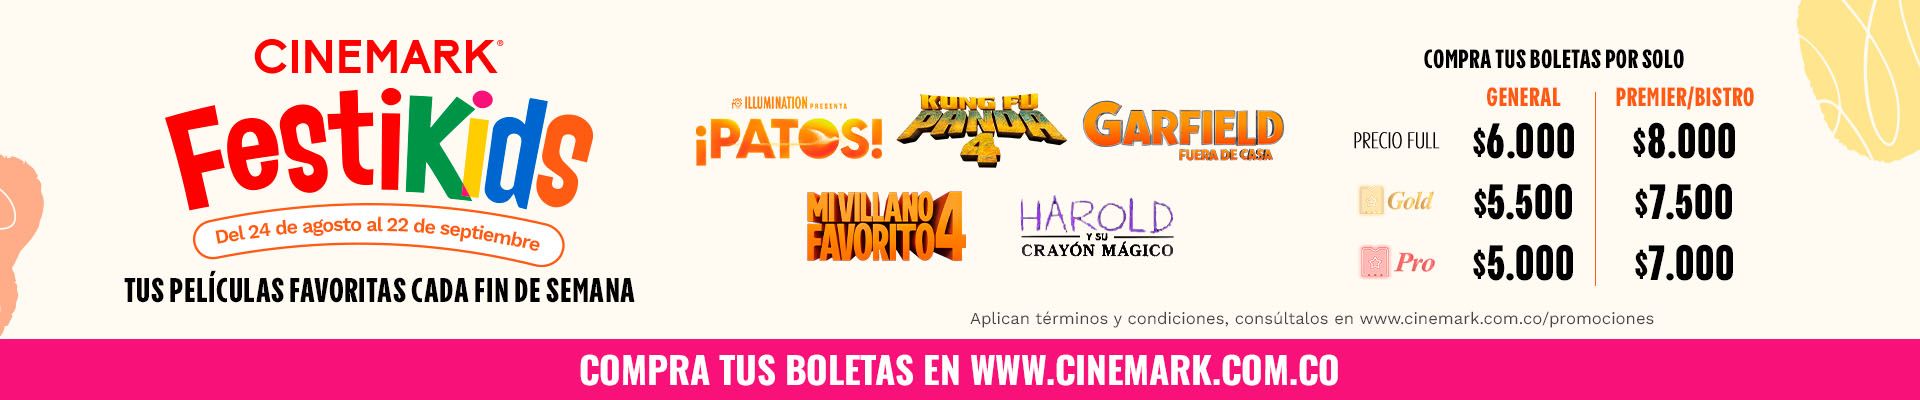 CINEMARK®
FestiKids
Del 24 de agosto al 22 de septiembre
TUS PELÍCULAS FAVORITAS CADA FIN DE SEMANA
ILLUMINATION PRESENTA
¡PATOS!
KUNG FU
PANDA
4
GARFIELD
FUERA DE CASA
MI VILLANO
FAVORITO 4
HAROLD
Y SU
CRAYÓN MÁGICO
COMPRA TUS BOLETAS POR SOLO
GENERAL PREMIER/BISTRO
PRECIO FULL $6.000 $8.000
Gold $5.500 $7.500
Pro $5.000 $7.000
Aplican términos y condiciones, consúltalos en www.cinemark.com.co/promociones
COMPRA TUS BOLETAS EN WWW.CINEMARK.COM.CO